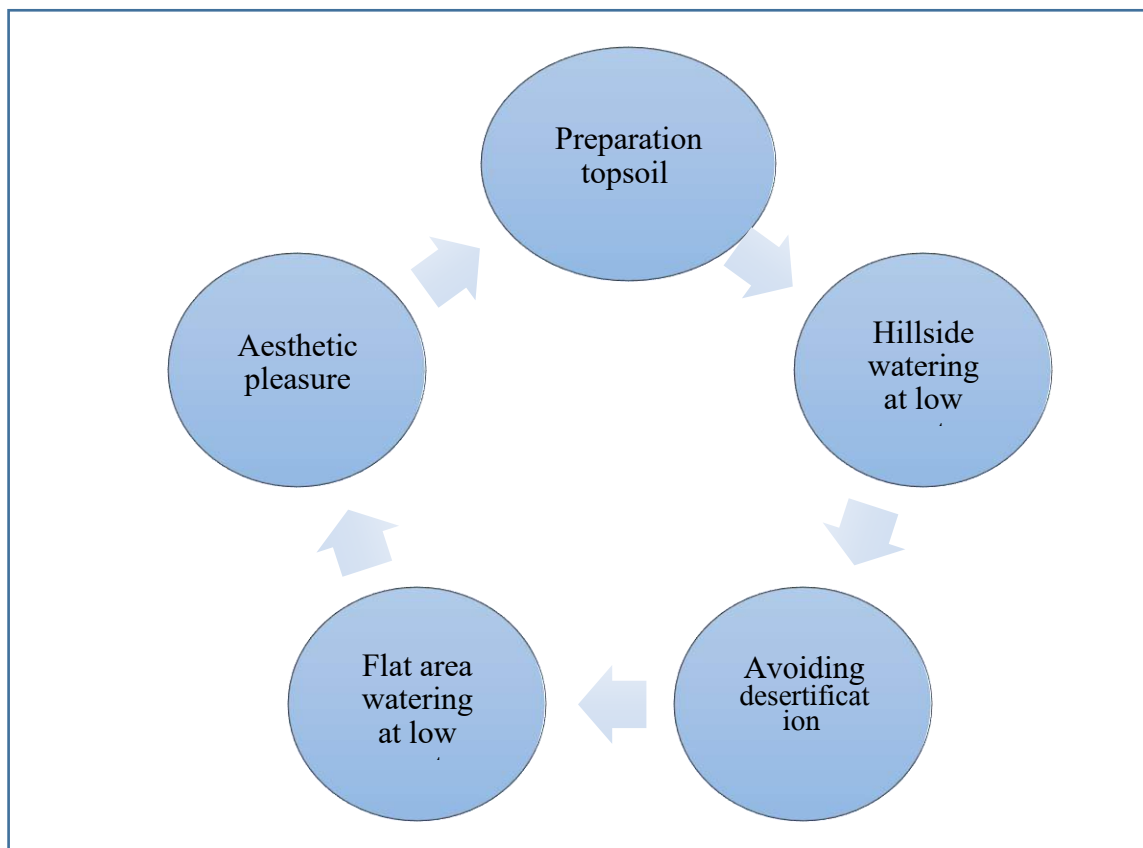 Preparation
topsoil
Hillside
watering
at low
Avoiding
desertificat
ion
Flat area
watering
at low
Aesthetic
pleasure